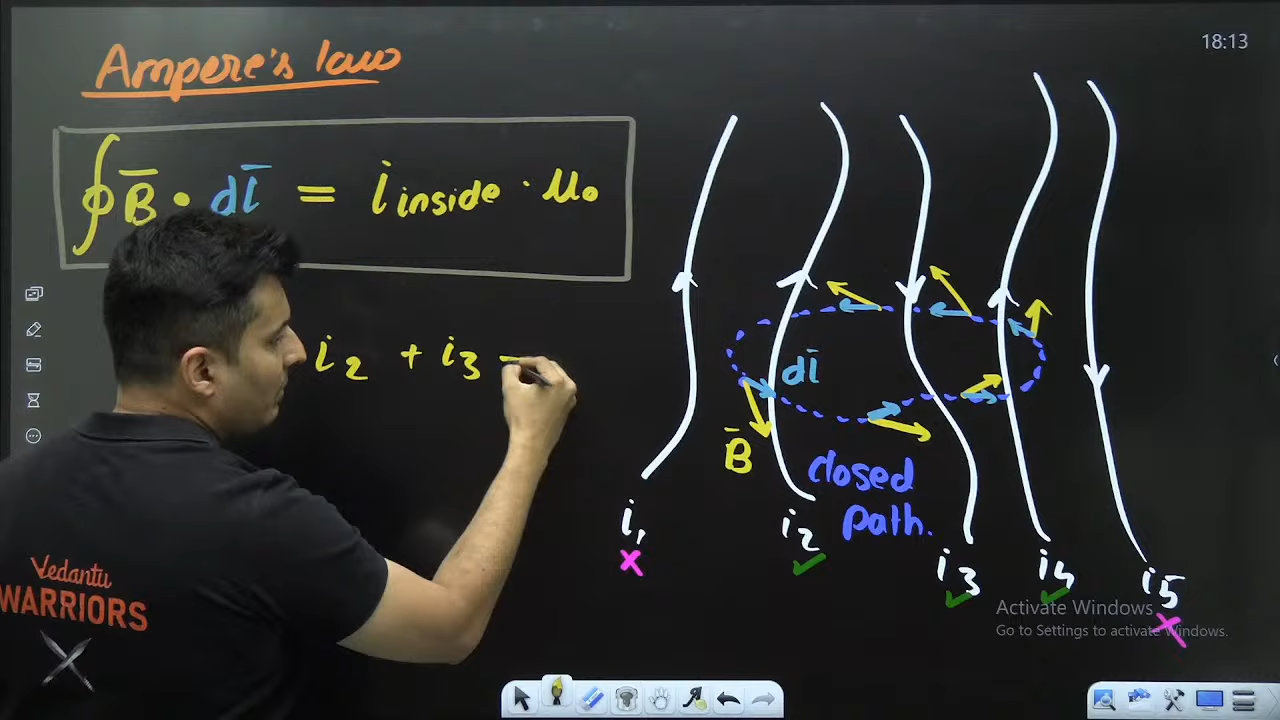 18:13
Ampere's law
∮ B̄ • dl̄ = i inside · μ₀
i₂ + i₃ −
dl̄
B̄
closed
path.
i₁ i₂ i₃ i₄ i₅
Vedantu
WARRIORS
Activate Windows
Go to Settings to activate Windows.